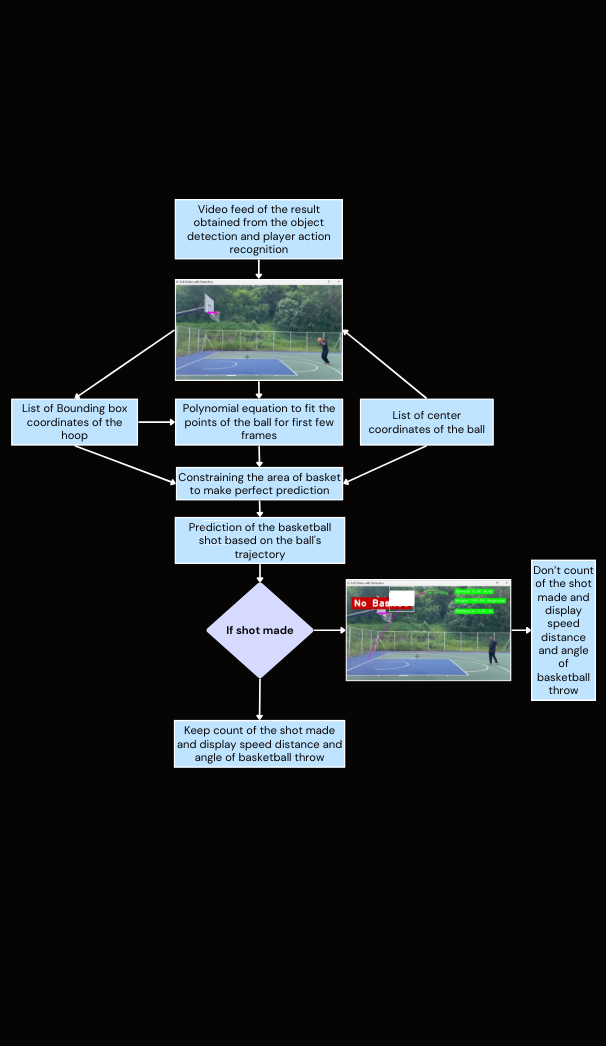 Video feed of the result
obtained from the object
detection and player action
recognition
List of Bounding box
coordinates of the
hoop
Polynomial equation to fit the
points of the ball for first few
frames
List of center
coordinates of the ball
Constraining the area of basket
to make perfect prediction
Prediction of the basketball
shot based on the ball's
trajectory
If shot made
No
Don't count
of the shot
made and
display
speed
distance
and angle
of
basketball
throw
Keep count of the shot made
and display speed distance and
angle of basketball throw